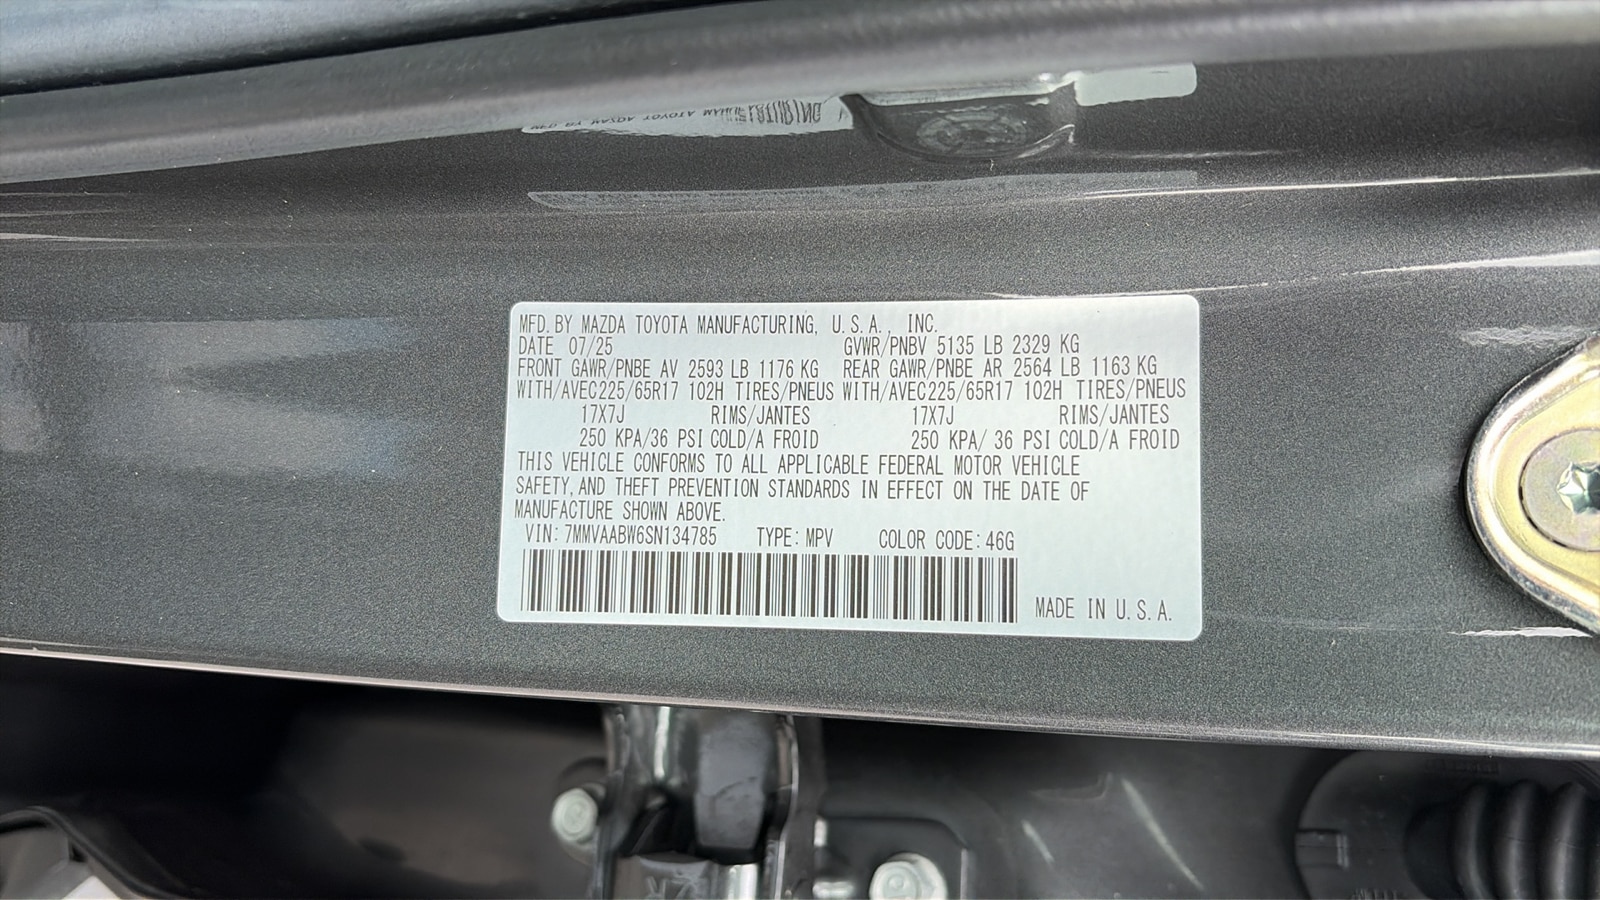 MFD. BY MAZDA TOYOTA MANUFACTURING, U.S.A., INC.
DATE 07/25 GVWR/PNBV 5135 LB 2329 KG
FRONT GAWR/PNBE AV 2593 LB 1176 KG REAR GAWR/PNBE AR 2564 LB 1163 KG
WITH/AVEC225/65R17 102H TIRES/PNEUS WITH/AVEC225/65R17 102H TIRES/PNEUS
17X7J RIMS/JANTES 17X7J RIMS/JANTES
250 KPA/36 PSI COLD/A FROID 250 KPA/ 36 PSI COLD/A FROID
THIS VEHICLE CONFORMS TO ALL APPLICABLE FEDERAL MOTOR VEHICLE
SAFETY, AND THEFT PREVENTION STANDARDS IN EFFECT ON THE DATE OF
MANUFACTURE SHOWN ABOVE.
VIN: 7MMVAABW6SN134785 TYPE: MPV COLOR CODE: 46G
MADE IN U.S.A.